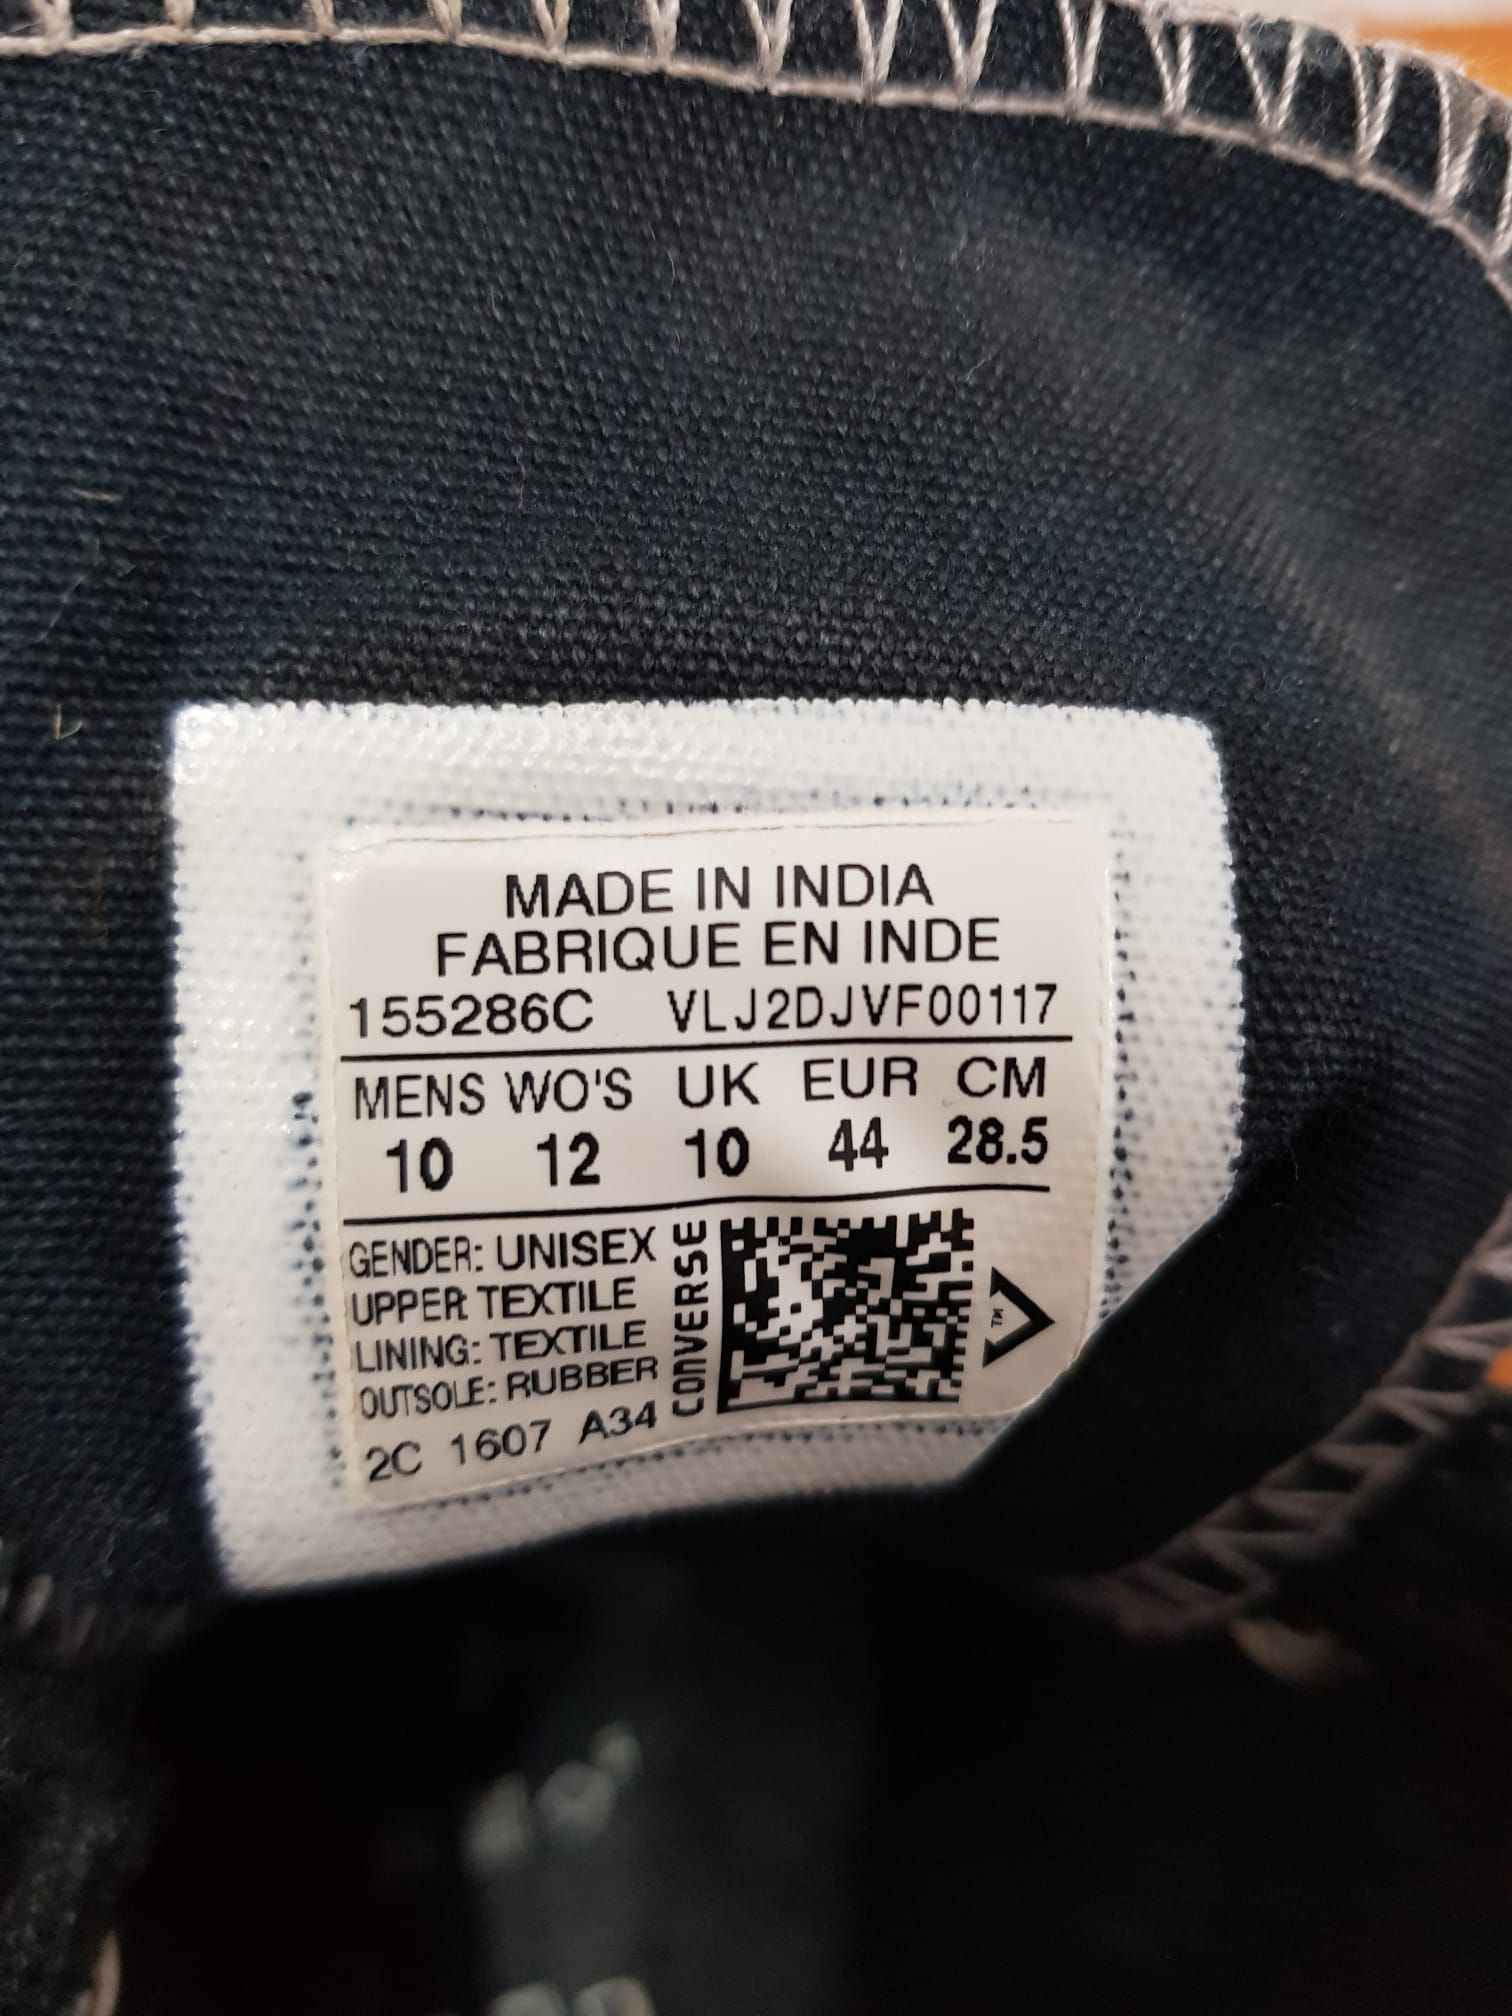 MADE IN INDIA
FABRIQUE EN INDE
155286C VLJ2DJVF00117
MENS WO'S UK EUR CM
10 12 10 44 28.5
GENDER: UNISEX
UPPER: TEXTILE
LINING: TEXTILE
OUTSOLE: RUBBER
2C 1607 A34
CONVERSE
TM